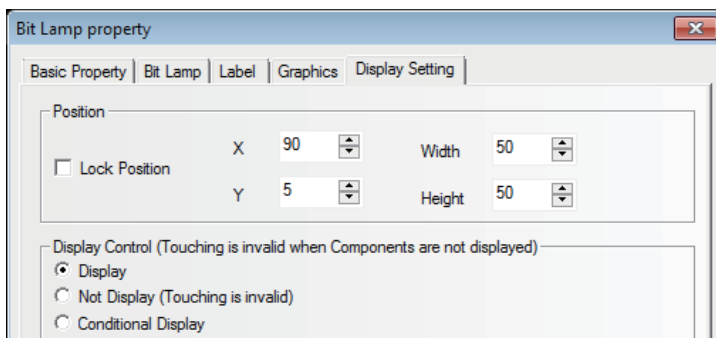 Bit Lamp property
Basic Property Bit Lamp Label Graphics Display Setting
Position
X 90 Width 50
Lock Position
Y 5 Height 50
Display Control (Touching is invalid when Components are not displayed)
Display
Not Display (Touching is invalid)
Conditional Display